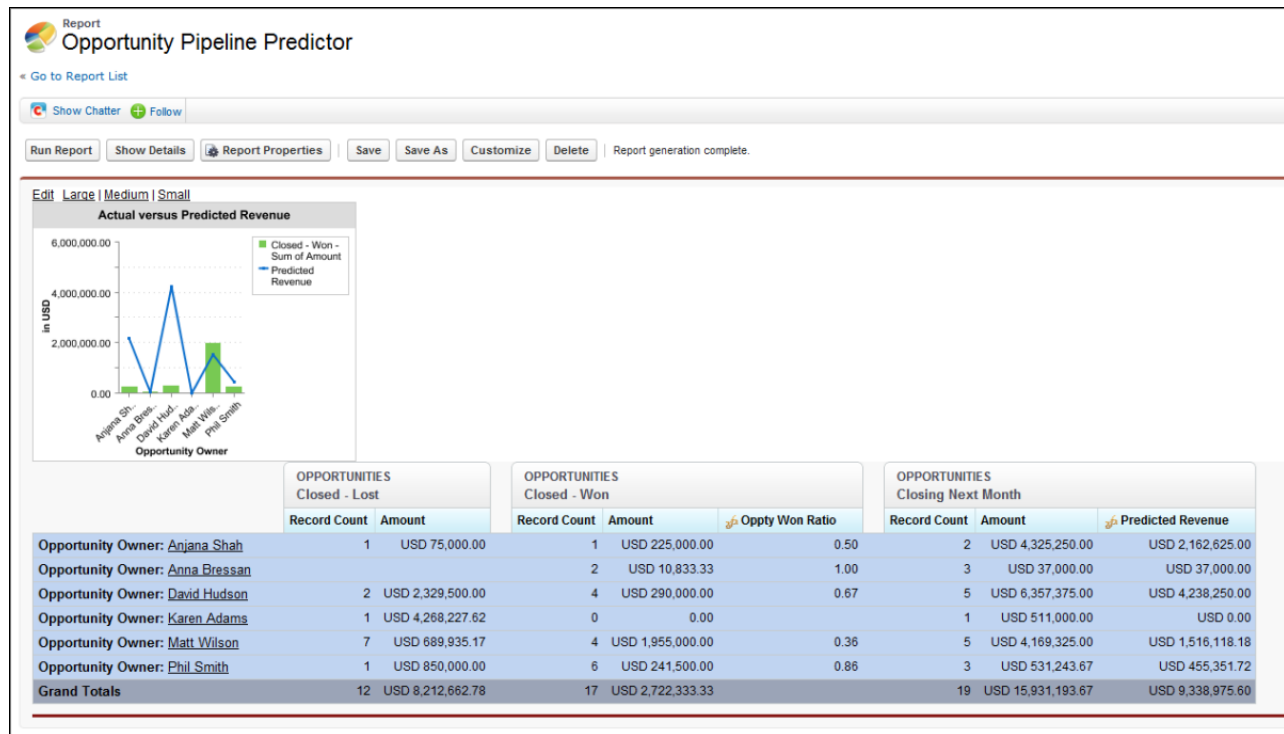 Report
Opportunity Pipeline Predictor
« Go to Report List
Show Chatter Follow
Run Report Show Details Report Properties Save Save As Customize Delete Report generation complete.
Edit Large | Medium | Small
Actual versus Predicted Revenue
6,000,000.00
4,000,000.00
2,000,000.00
0.00
in USD
Closed - Won -
Sum of Amount
Predicted
Revenue
Anjana Sh.. Anna Bres.. David Hud.. Karen Ada.. Matt Wils.. Phil Smith
Opportunity Owner
OPPORTUNITIES OPPORTUNITIES OPPORTUNITIES
Closed - Lost Closed - Won Closing Next Month
Record Count Amount Record Count Amount Oppty Won Ratio Record Count Amount Predicted Revenue
Opportunity Owner: Anjana Shah 1 USD 75,000.00 1 USD 225,000.00 0.50 2 USD 4,325,250.00 USD 2,162,625.00
Opportunity Owner: Anna Bressan 2 USD 10,833.33 1.00 3 USD 37,000.00 USD 37,000.00
Opportunity Owner: David Hudson 2 USD 2,329,500.00 4 USD 290,000.00 0.67 5 USD 6,357,375.00 USD 4,238,250.00
Opportunity Owner: Karen Adams 1 USD 4,268,227.62 0 0.00 1 USD 511,000.00 USD 0.00
Opportunity Owner: Matt Wilson 7 USD 689,935.17 4 USD 1,955,000.00 0.36 5 USD 4,169,325.00 USD 1,516,118.18
Opportunity Owner: Phil Smith 1 USD 850,000.00 6 USD 241,500.00 0.86 3 USD 531,243.67 USD 455,351.72
Grand Totals 12 USD 8,212,662.78 17 USD 2,722,333.33 19 USD 15,931,193.67 USD 9,338,975.60